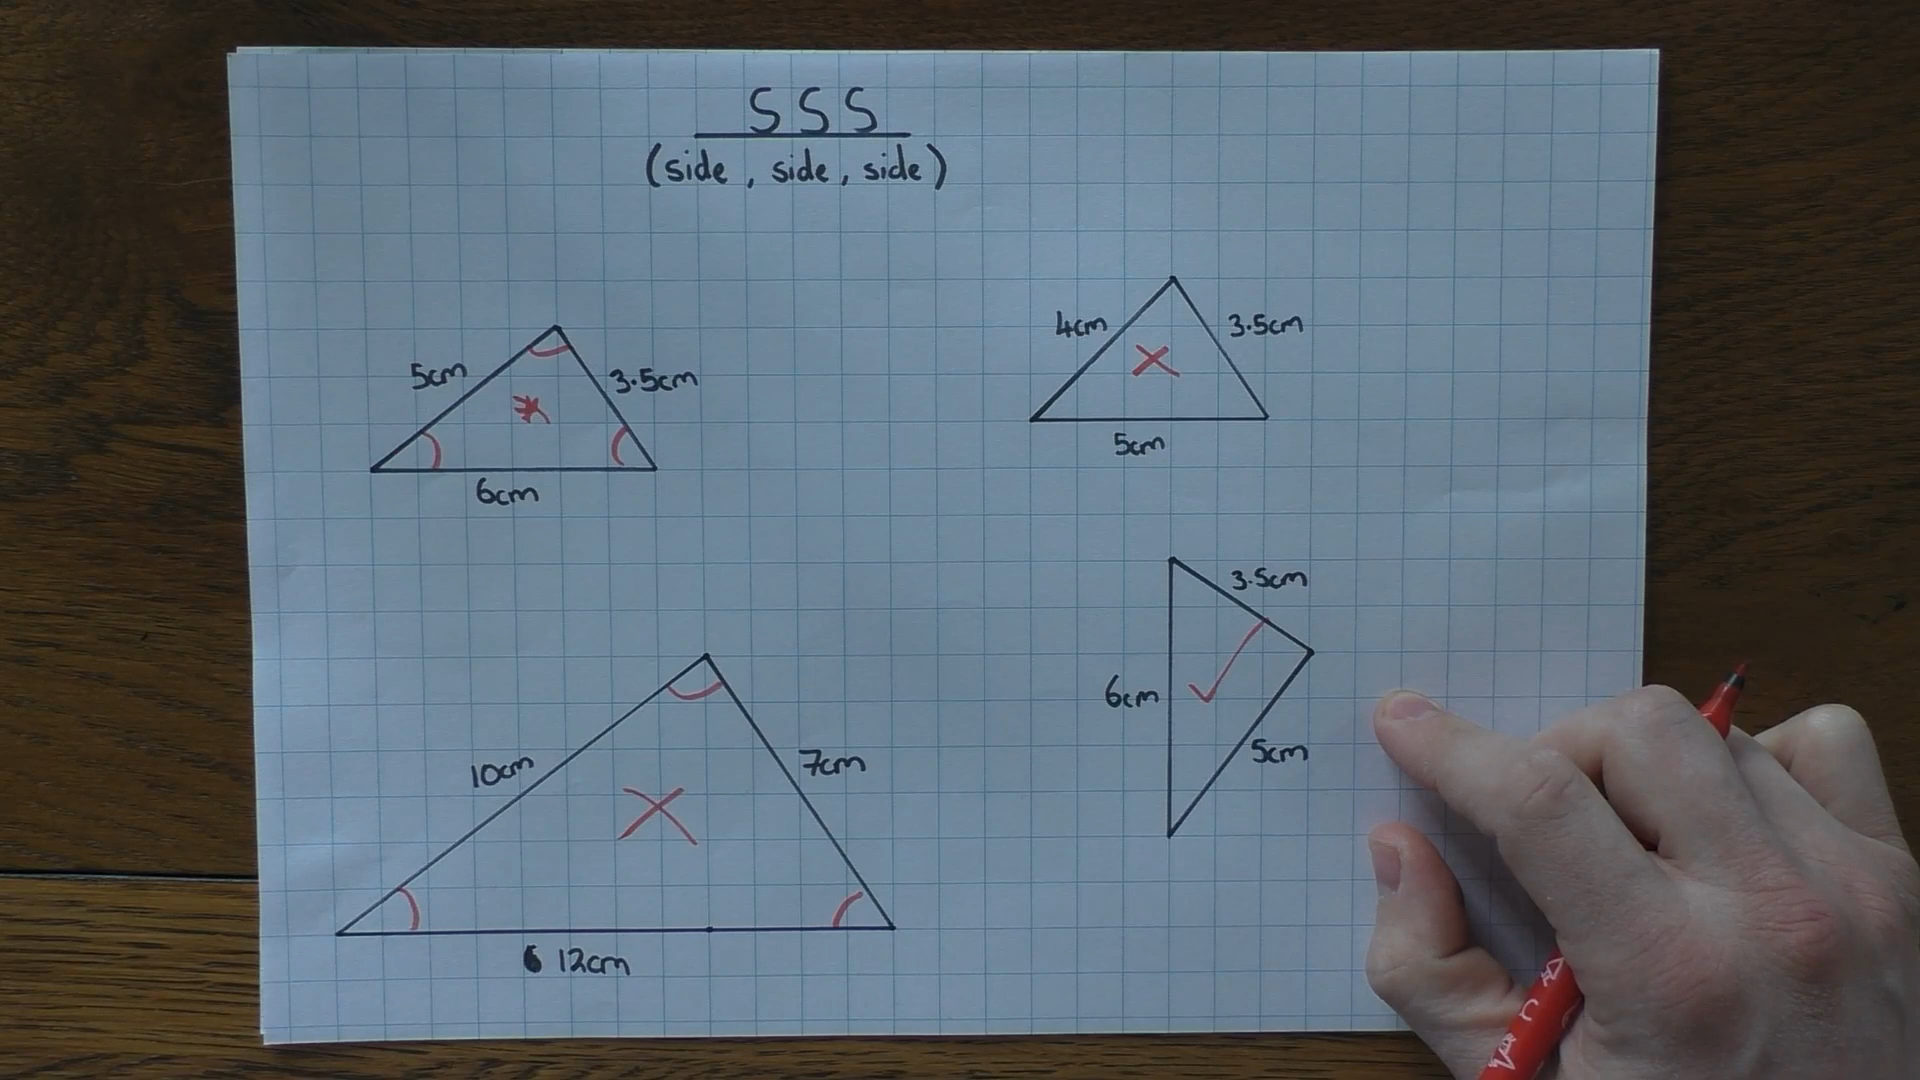 SSS
(side, side, side)
5cm
3.5cm
6cm
4cm
3.5cm
5cm
10cm
7cm
12cm
3.5cm
6cm
5cm